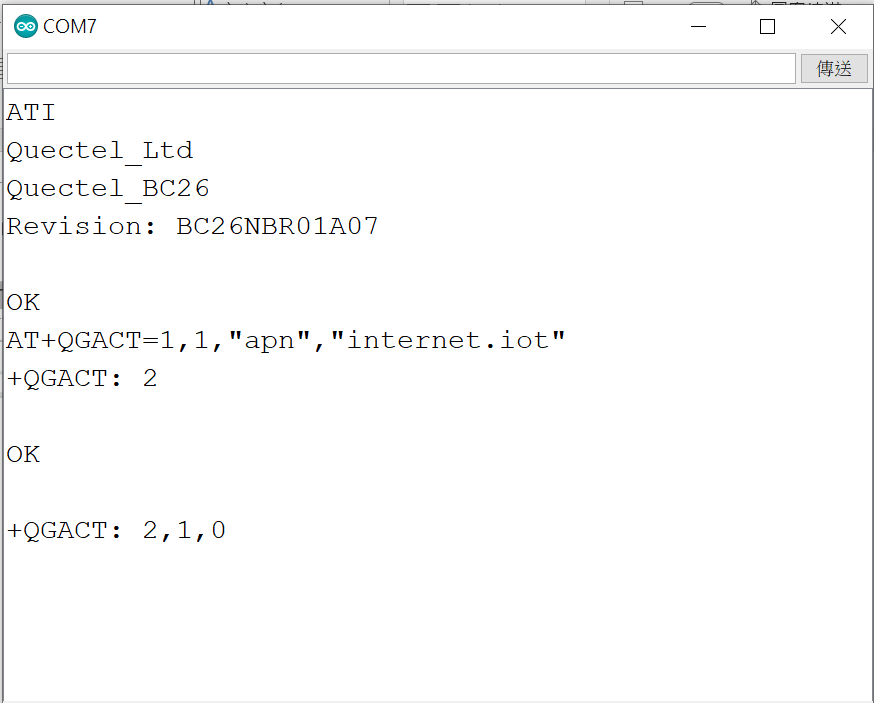 COM7
傳送
ATI
Quectel_Ltd
Quectel_BC26
Revision: BC26NBR01A07
OK
AT+QGACT=1,1,"apn","internet.iot"
+QGACT: 2
OK
+QGACT: 2,1,0